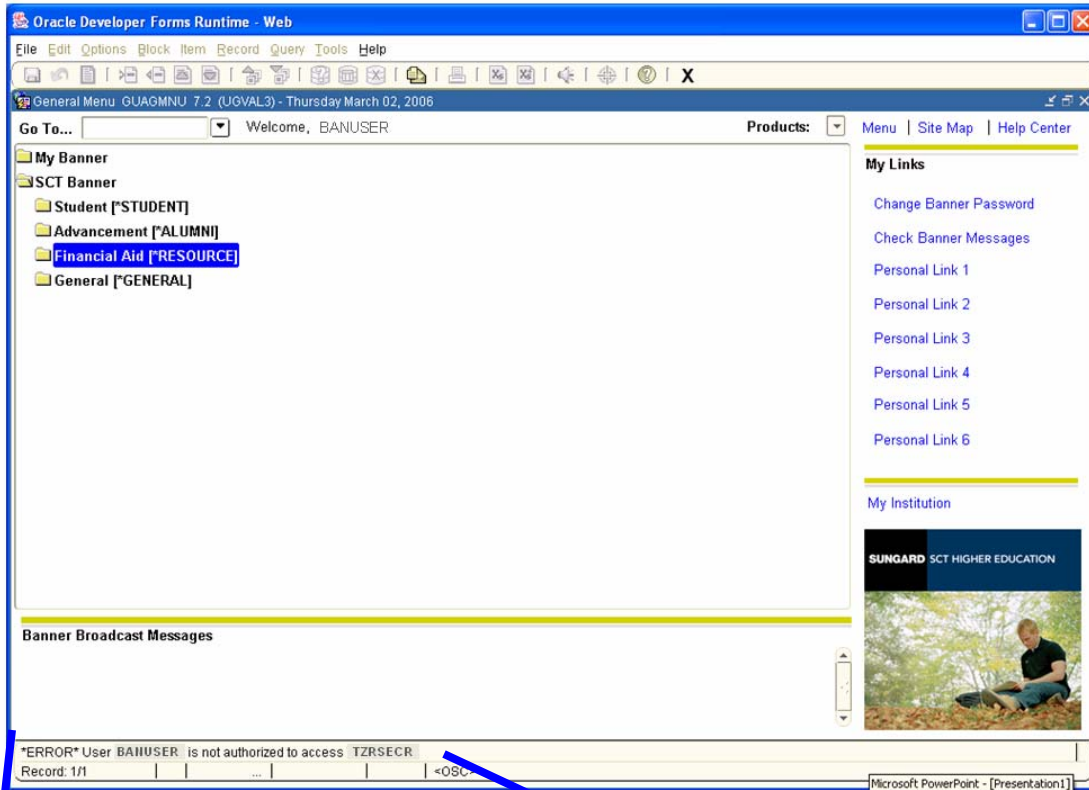 Oracle Developer Forms Runtime - Web
File Edit Options Block Item Record Query Tools Help
General Menu GUAGMNU 7.2 (UGVAL3) - Thursday March 02, 2006
Go To... Welcome, BANUSER Products: Menu | Site Map | Help Center
My Banner
SCT Banner
Student [*STUDENT]
Advancement [*ALUMNI]
Financial Aid [*RESOURCE]
General [*GENERAL]
My Links
Change Banner Password
Check Banner Messages
Personal Link 1
Personal Link 2
Personal Link 3
Personal Link 4
Personal Link 5
Personal Link 6
My Institution
SUNGARD SCT HIGHER EDUCATION
Banner Broadcast Messages
*ERROR* User BANUSER is not authorized to access TZRSECR
Record: 1/1 ... <OSC>
Microsoft PowerPoint - [Presentation1]